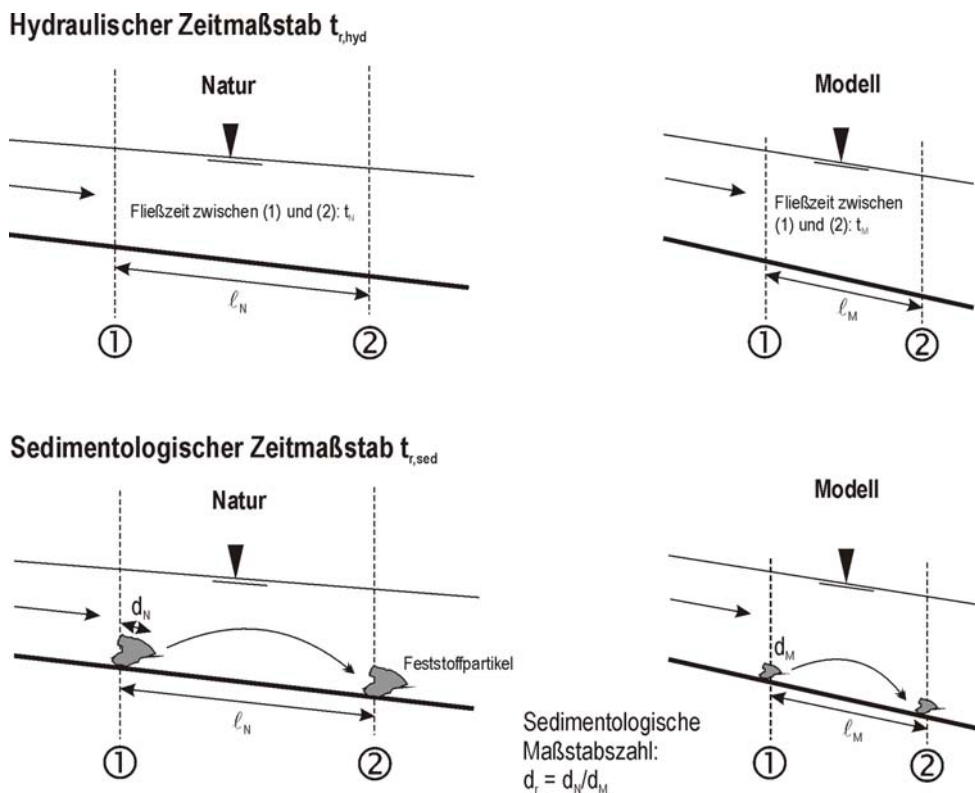 Hydraulischer Zeitmaßstab t_r,hyd
Natur
Modell
Fließzeit zwischen (1) und (2): t_N
Fließzeit zwischen
(1) und (2): t_M
ℓ_N
ℓ_M
① ②
① ②
Sedimentologischer Zeitmaßstab t_r,sed
Natur
Modell
d_N
d_M
Feststoffpartikel
ℓ_N
ℓ_M
Sedimentologische
Maßstabszahl:
d_r = d_N/d_M
① ②
① ②